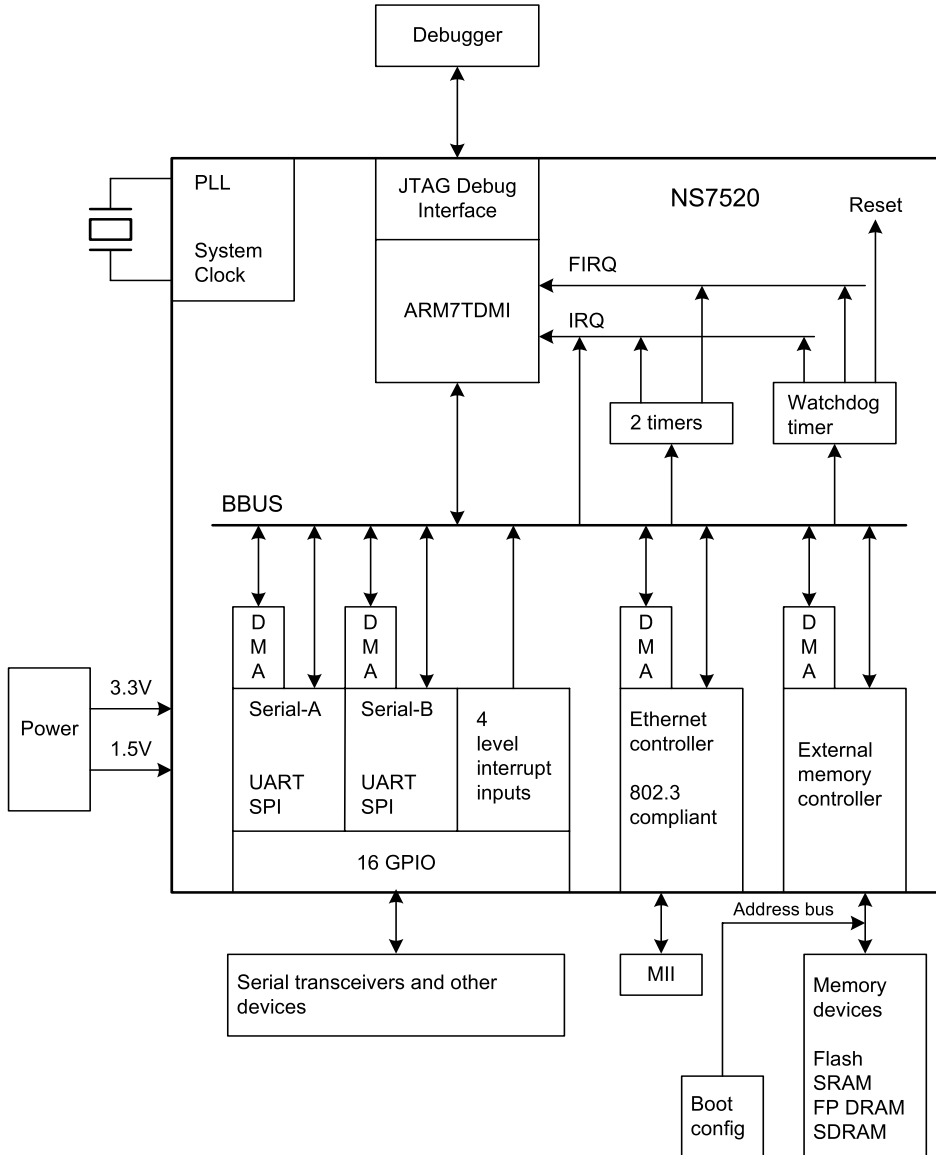 Debugger
JTAG Debug
Interface
NS7520
PLL
System
Clock
Reset
FIRQ
ARM7TDMI
IRQ
2 timers
Watchdog
timer
BBUS
D
M
A
D
M
A
D
M
A
D
M
A
Power
3.3V
1.5V
Serial-A
UART
SPI
Serial-B
UART
SPI
4
level
interrupt
inputs
16 GPIO
Ethernet
controller
802.3
compliant
External
memory
controller
Address bus
Serial transceivers and other
devices
MII
Memory
devices
Flash
SRAM
FP DRAM
SDRAM
Boot
config